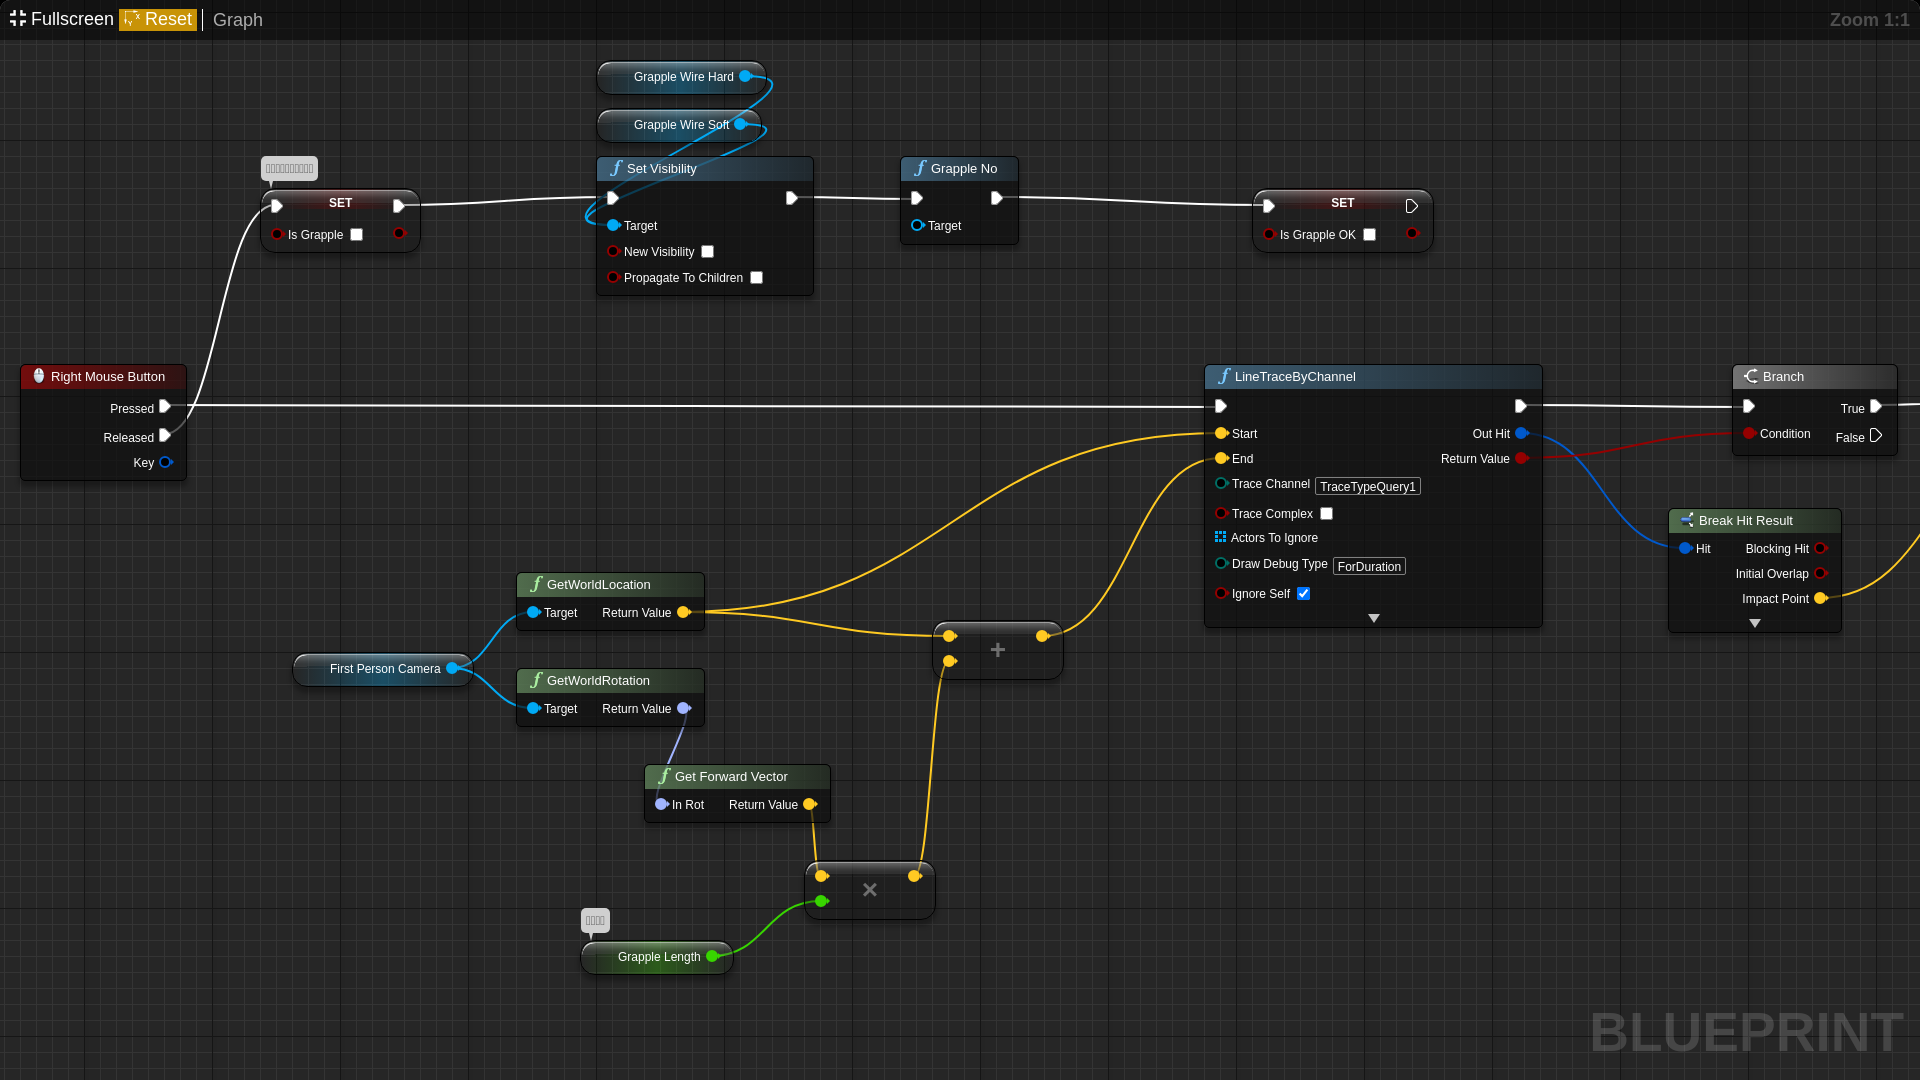 Fullscreen Reset Graph
Zoom 1:1
Grapple Wire Hard
Grapple Wire Soft
SET
Is Grapple
Set Visibility
Target
New Visibility
Propagate To Children
Grapple No
Target
SET
Is Grapple OK
Right Mouse Button
Pressed
Released
Key
LineTraceByChannel
Start
Out Hit
End
Return Value
Trace Channel TraceTypeQuery1
Trace Complex
Actors To Ignore
Draw Debug Type ForDuration
Ignore Self
Branch
True
Condition
False
Break Hit Result
Hit
Blocking Hit
Initial Overlap
Impact Point
GetWorldLocation
Target
Return Value
First Person Camera
GetWorldRotation
Target
Return Value
+
Get Forward Vector
In Rot
Return Value
×
Grapple Length
BLUEPRINT